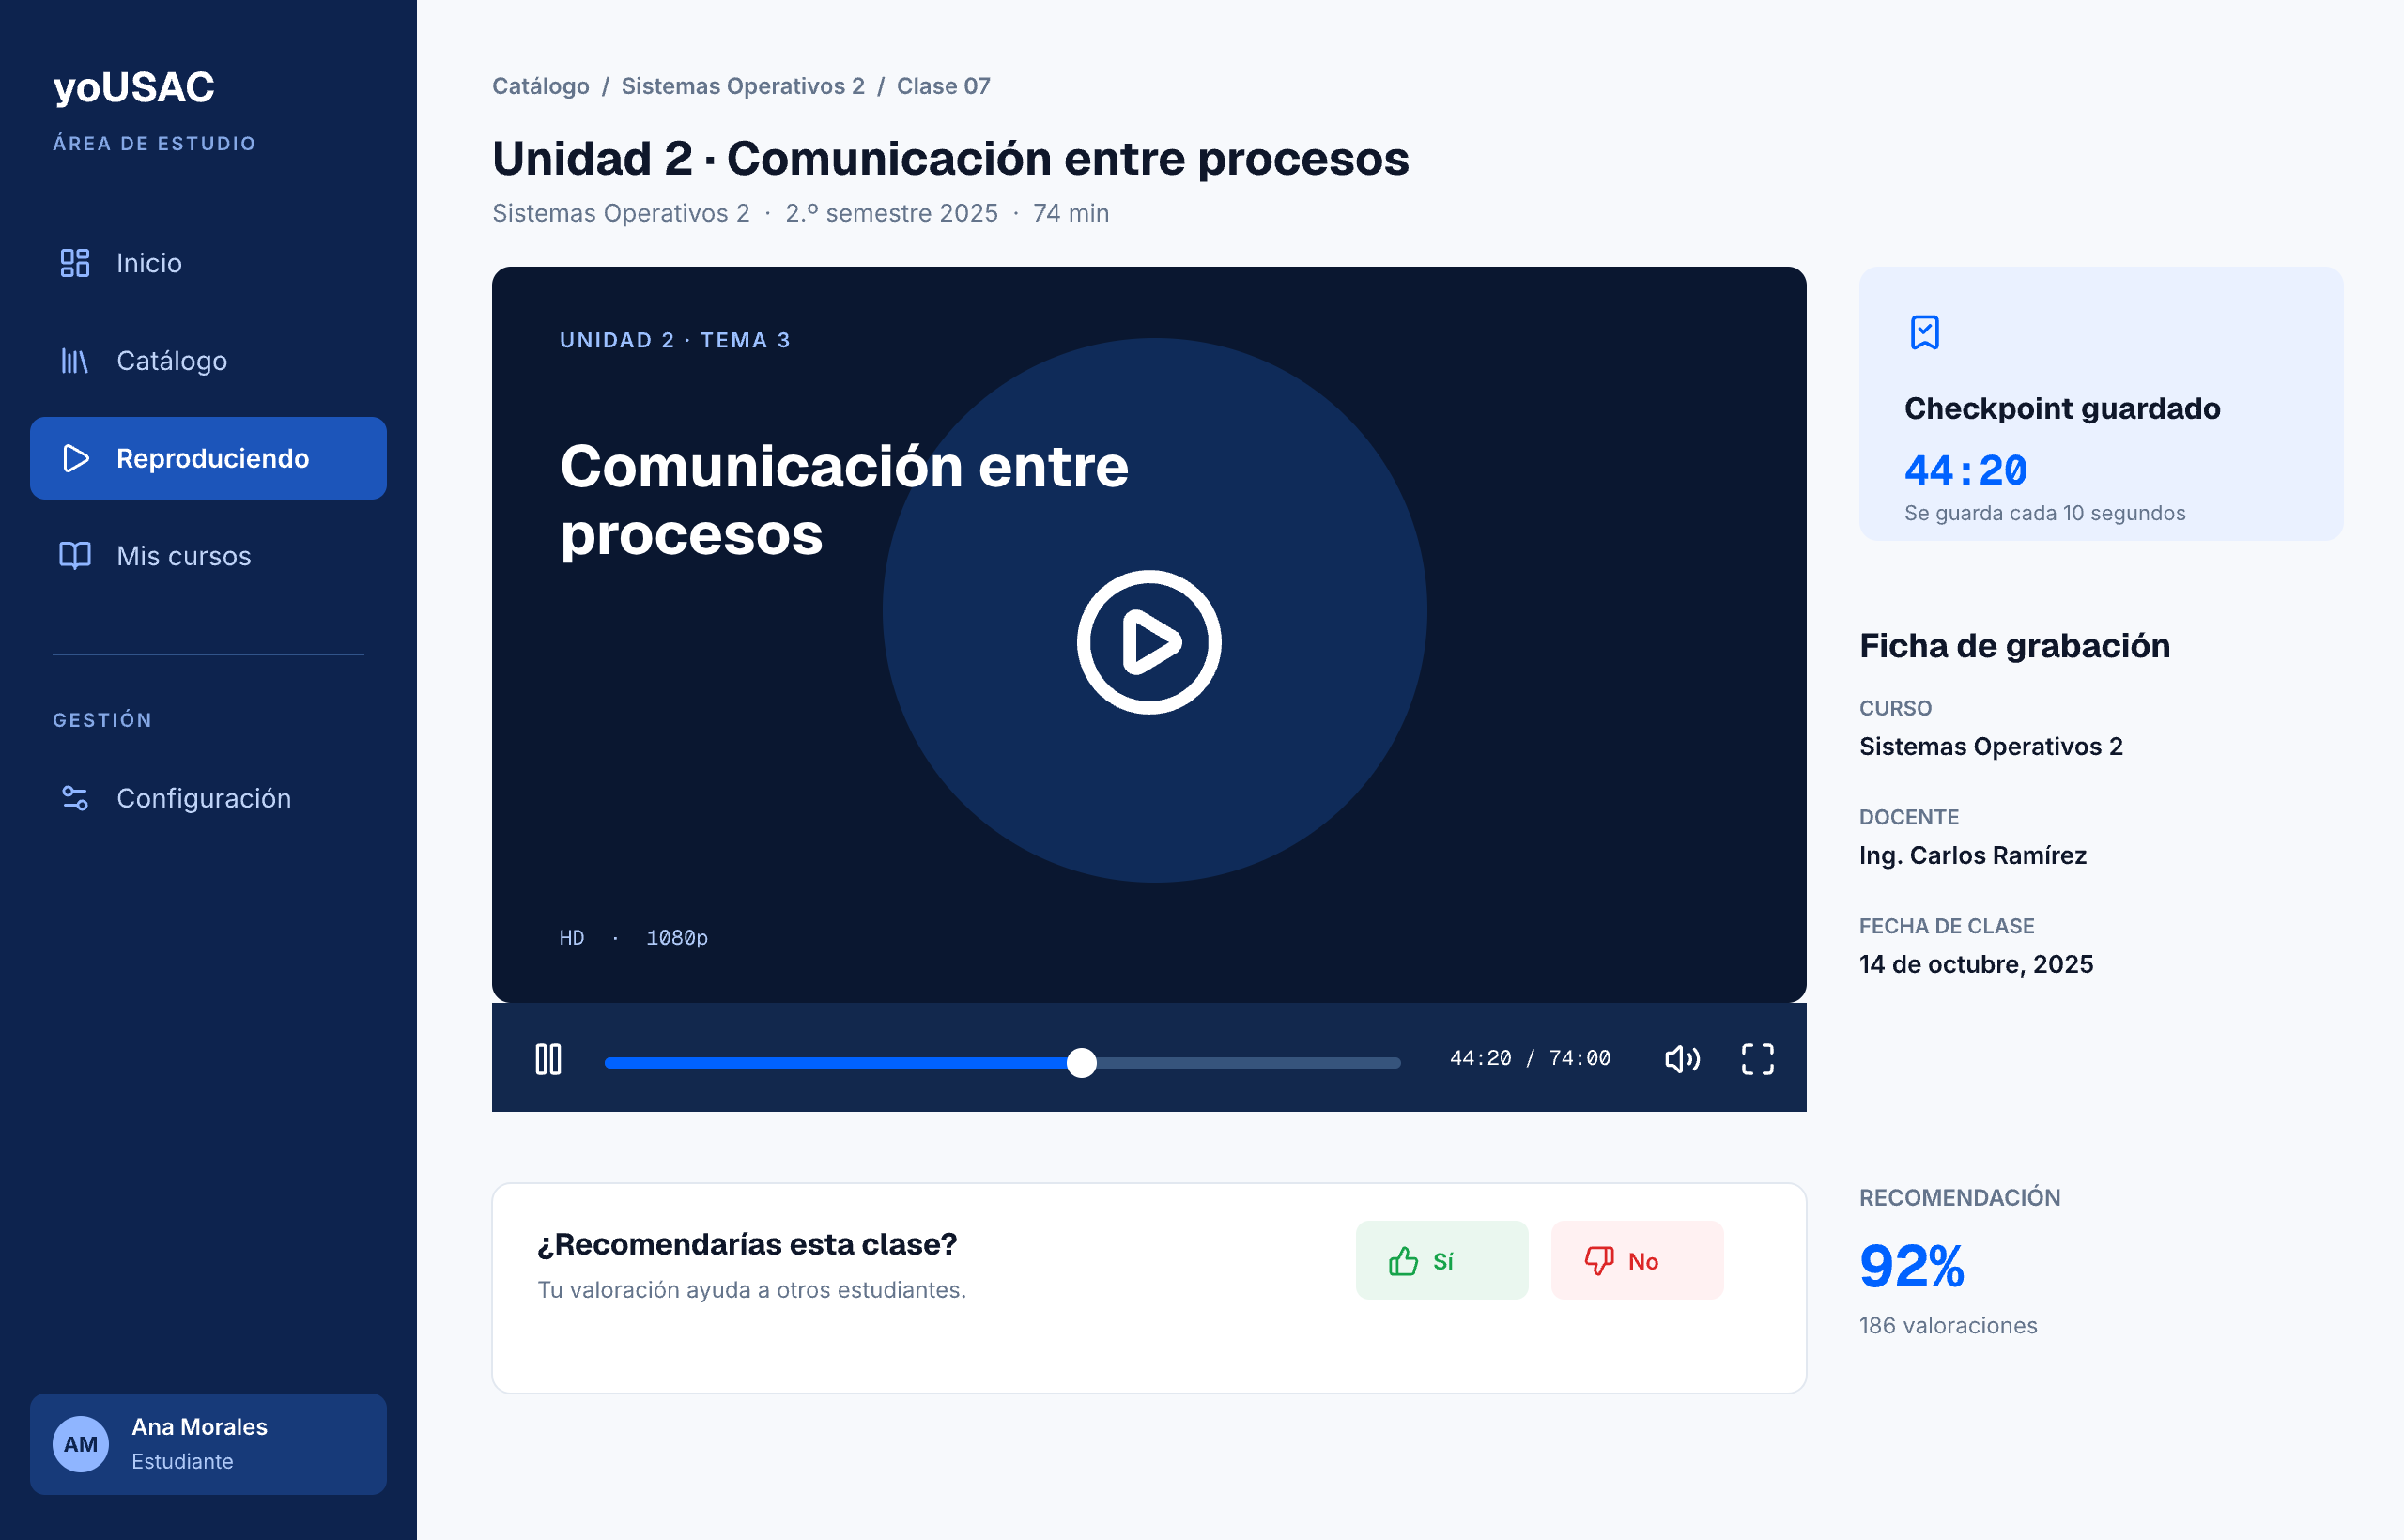 yoUSAC
ÁREA DE ESTUDIO
Inicio
Catálogo
Reproduciendo
Mis cursos
GESTIÓN
Configuración
AM
Ana Morales
Estudiante
Catálogo / Sistemas Operativos 2 / Clase 07
Unidad 2 · Comunicación entre procesos
Sistemas Operativos 2 · 2.º semestre 2025 · 74 min
UNIDAD 2 · TEMA 3
Comunicación entre
procesos
HD · 1080p
44:20 / 74:00
¿Recomendarías esta clase?
Tu valoración ayuda a otros estudiantes.
Sí
No
Checkpoint guardado
44:20
Se guarda cada 10 segundos
Ficha de grabación
CURSO
Sistemas Operativos 2
DOCENTE
Ing. Carlos Ramírez
FECHA DE CLASE
14 de octubre, 2025
RECOMENDACIÓN
92%
186 valoraciones